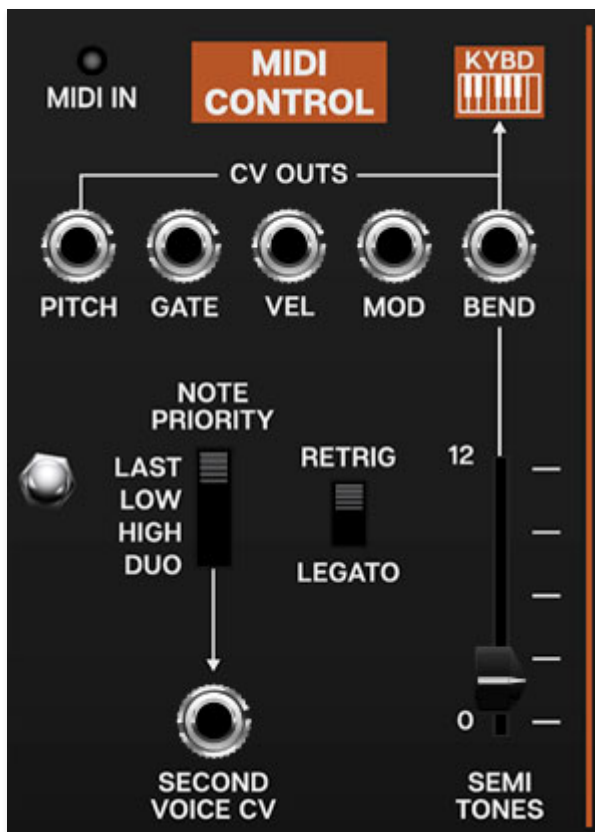 MIDI IN
MIDI
CONTROL
KYBD
CV OUTS
PITCH
GATE
VEL
MOD
BEND
NOTE
PRIORITY
LAST
LOW
HIGH
DUO
RETRIG
LEGATO
12
0
SECOND
VOICE CV
SEMI
TONES